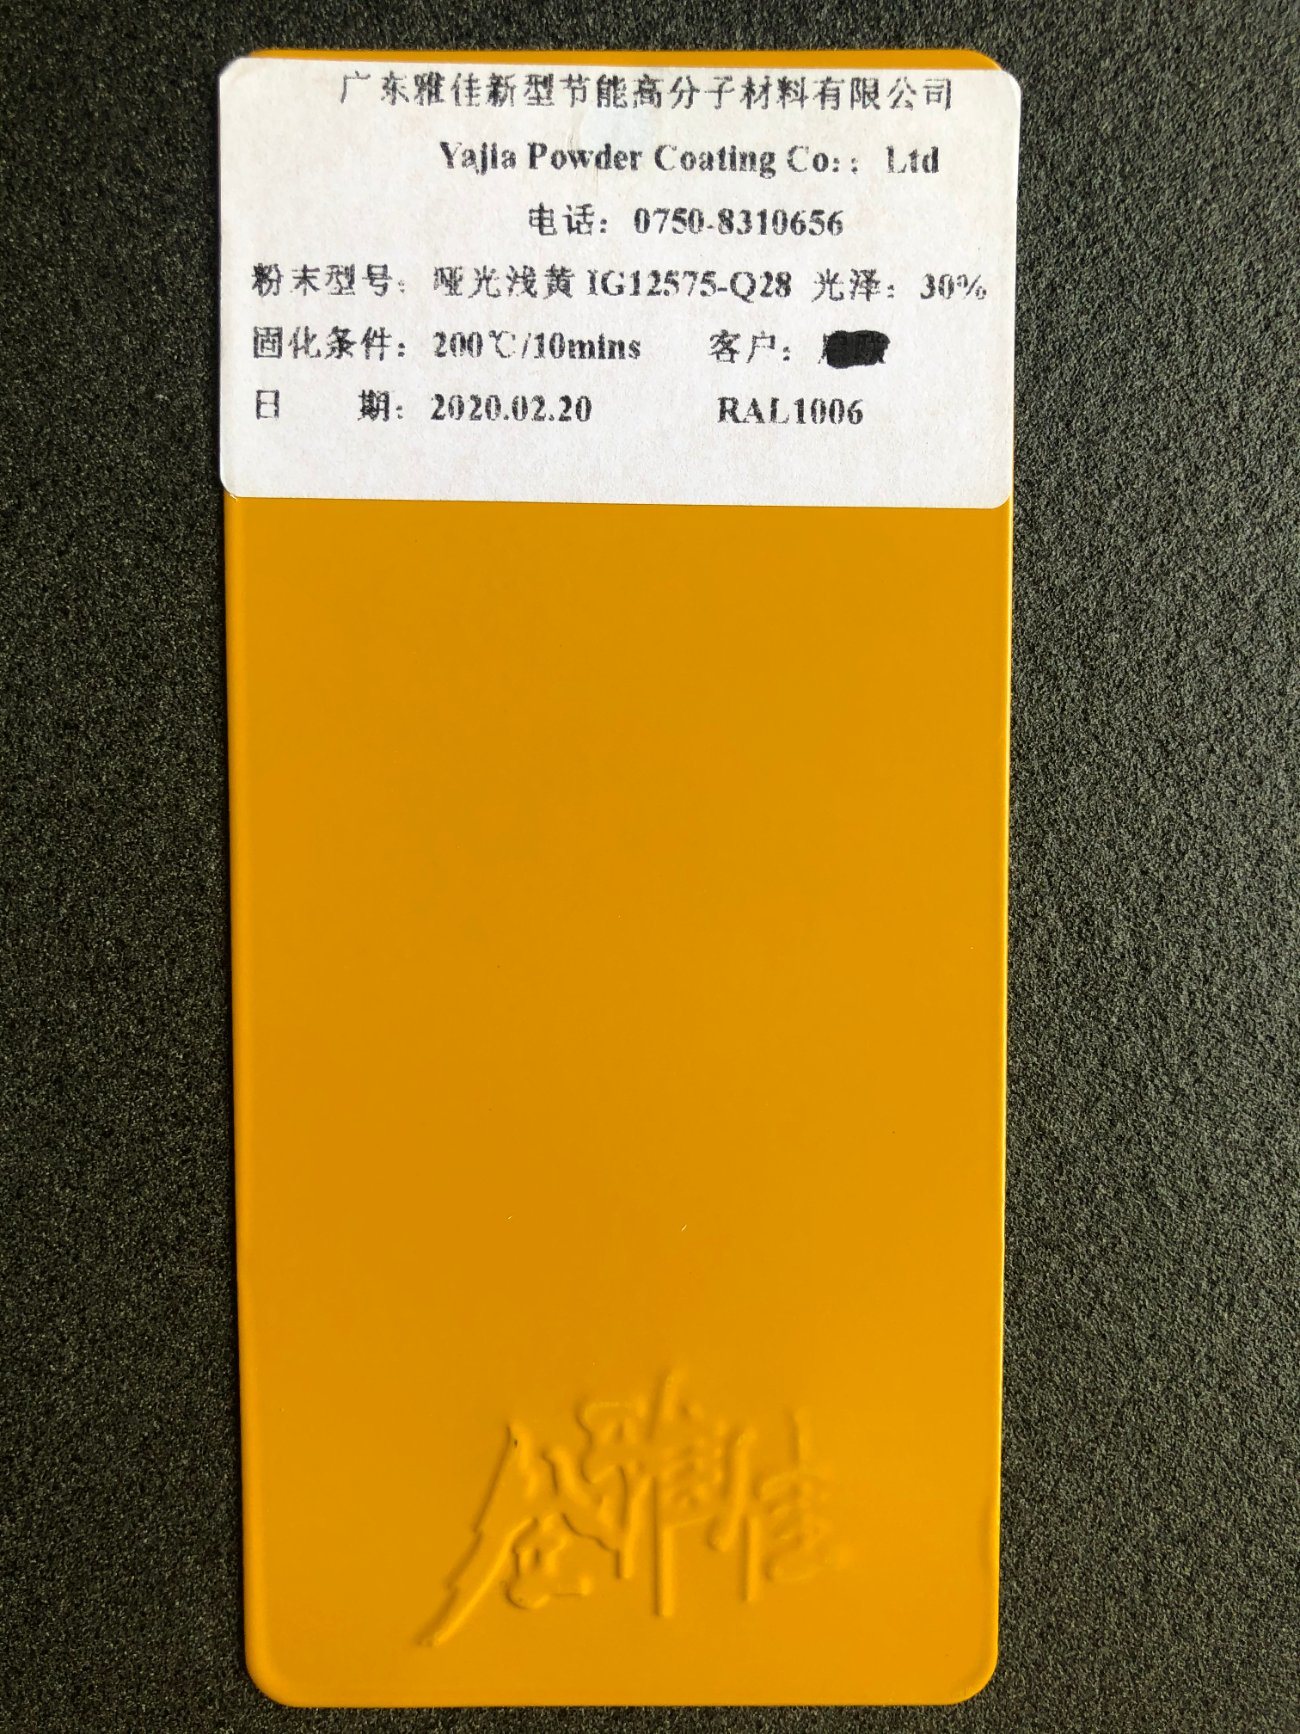 广东雅佳新型节能高分子材料有限公司
Yajia Powder Coating Co:: Ltd
电话：0750-8310656
粉末型号：哑光浅黄 IG12575-Q28 光泽：30%
固化条件：200℃/10mins 客户：
日 期：2020.02.20 RAL1006
雅佳